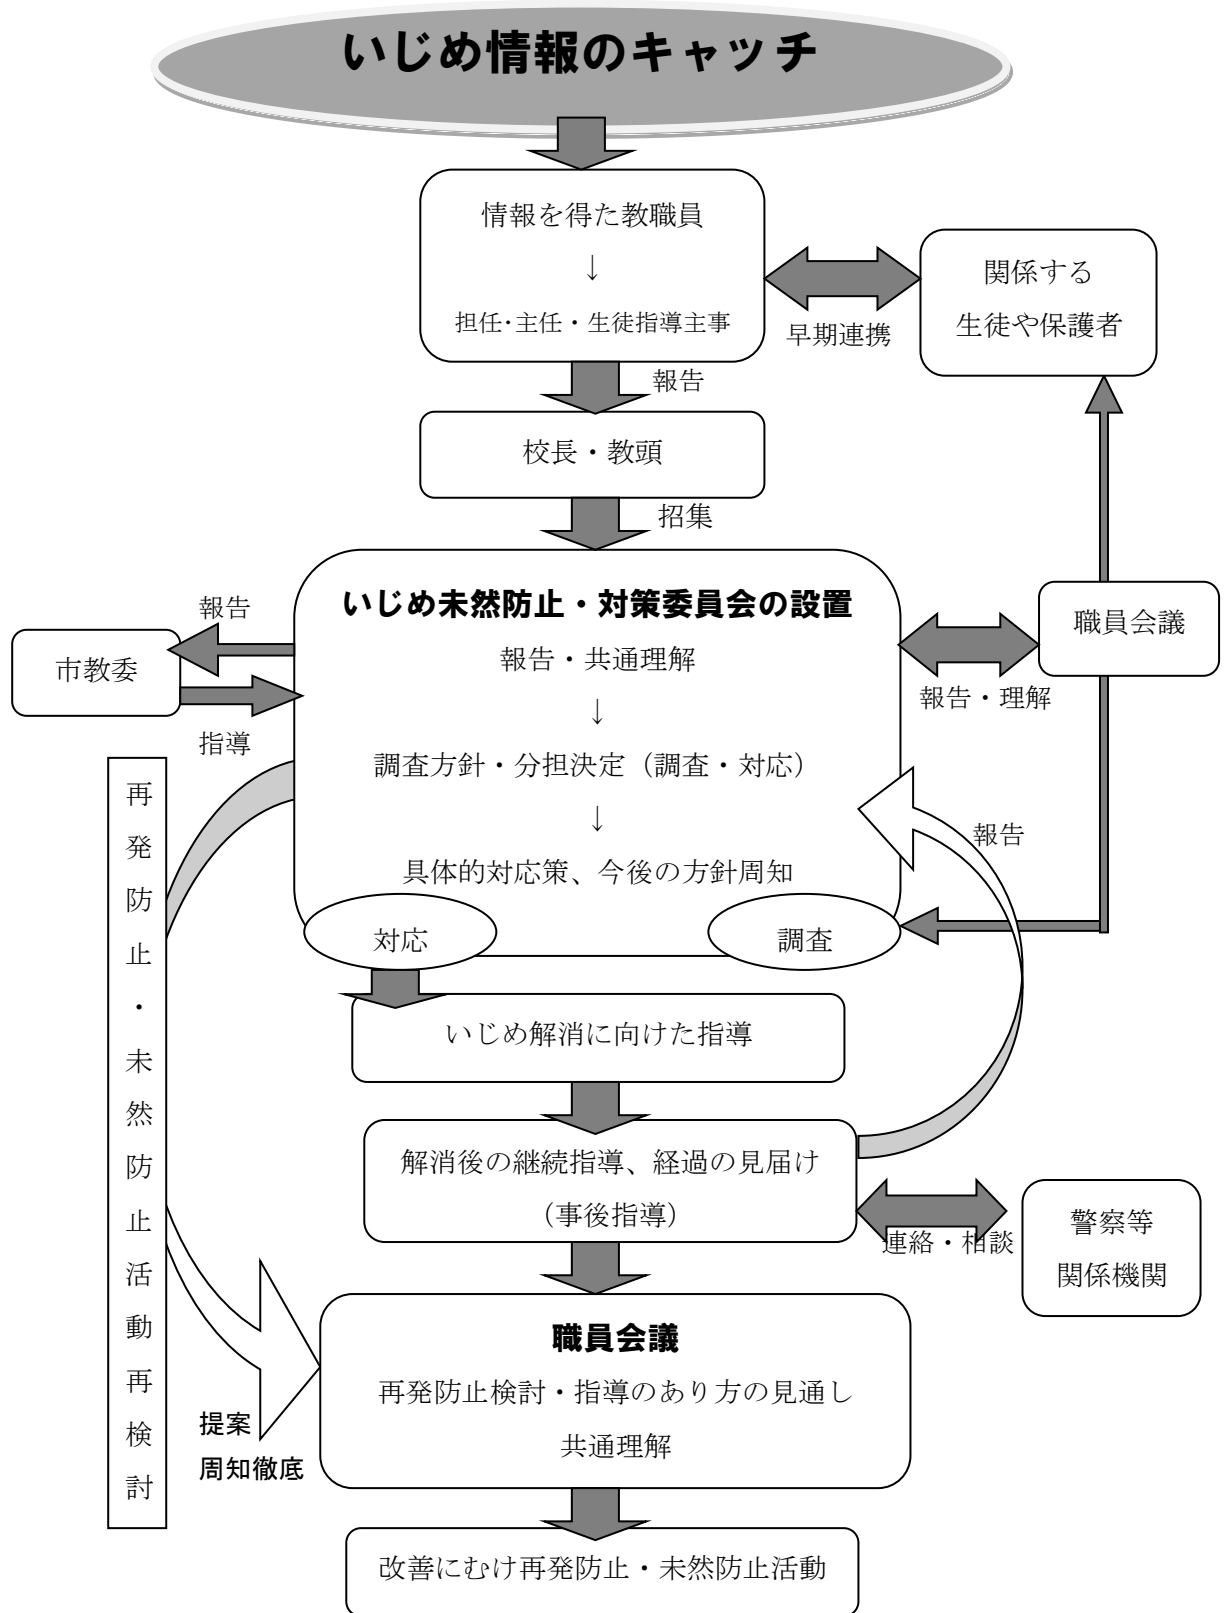 いじめ情報のキャッチ
情報を得た教職員
↓
担任・主任・生徒指導主事
早期連携
関係する
生徒や保護者
報告
校長・教頭
招集
いじめ未然防止・対策委員会の設置
報告・共通理解
↓
調査方針・分担決定（調査・対応）
↓
具体的対応策、今後の方針周知
対応
調査
報告
市教委
指導
職員会議
報告・理解
報告
再発防止・未然防止活動再検討
いじめ解消に向けた指導
解消後の継続指導、経過の見届け
（事後指導）
連絡・相談
警察等
関係機関
職員会議
再発防止検討・指導のあり方の見通し
共通理解
提案
周知徹底
改善にむけ再発防止・未然防止活動